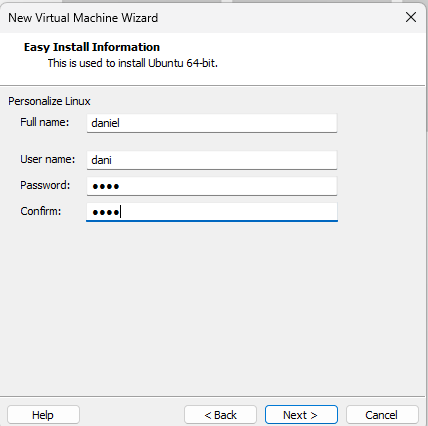 New Virtual Machine Wizard
Easy Install Information
This is used to install Ubuntu 64-bit.
Personalize Linux
Full name: daniel
User name: dani
Password: ●●●●
Confirm: ●●●●
Help < Back Next > Cancel